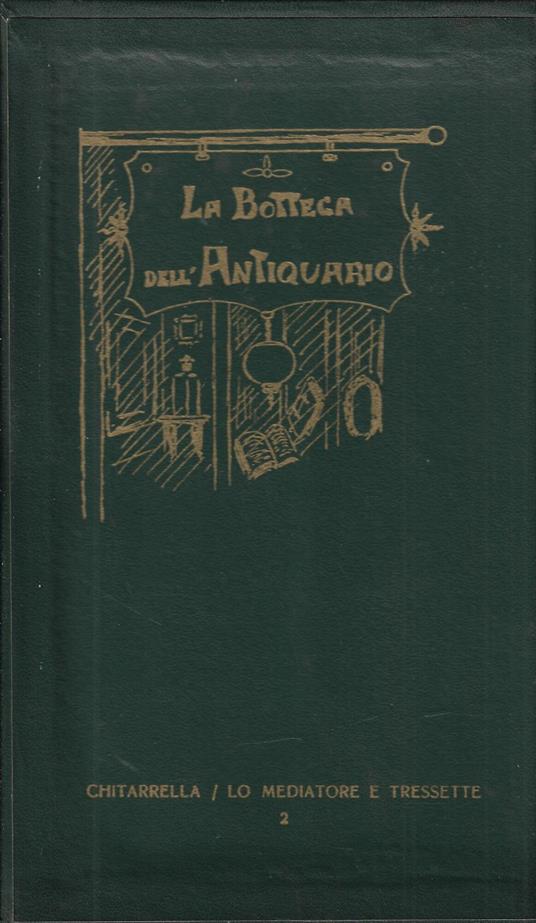 LA BOTTEGA
DELL'ANTIQUARIO
CHITARRELLA / LO MEDIATORE E TRESSETTE
2